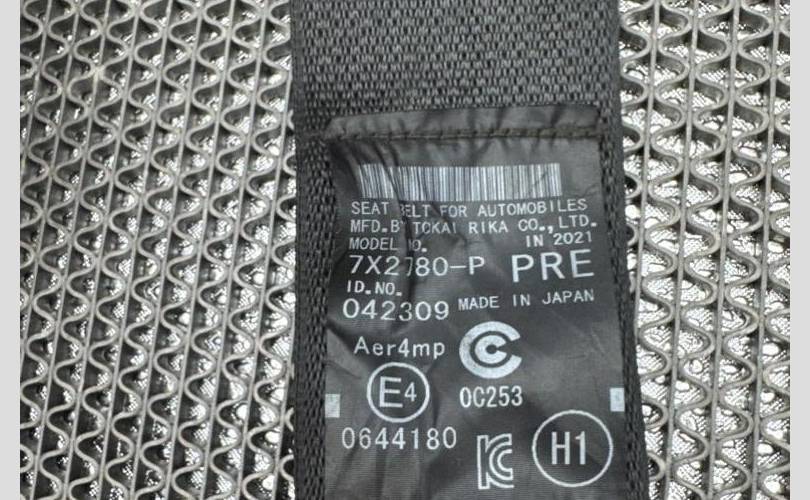 SEAT BELT FOR AUTOMOBILES
MFD.BY TOKAI RIKA CO.,LTD.
MODEL NO. IN 2021
7X2780-P PRE
ID.NO.
042309 MADE IN JAPAN
Aer4mp
E4 0C253
0644180
H1